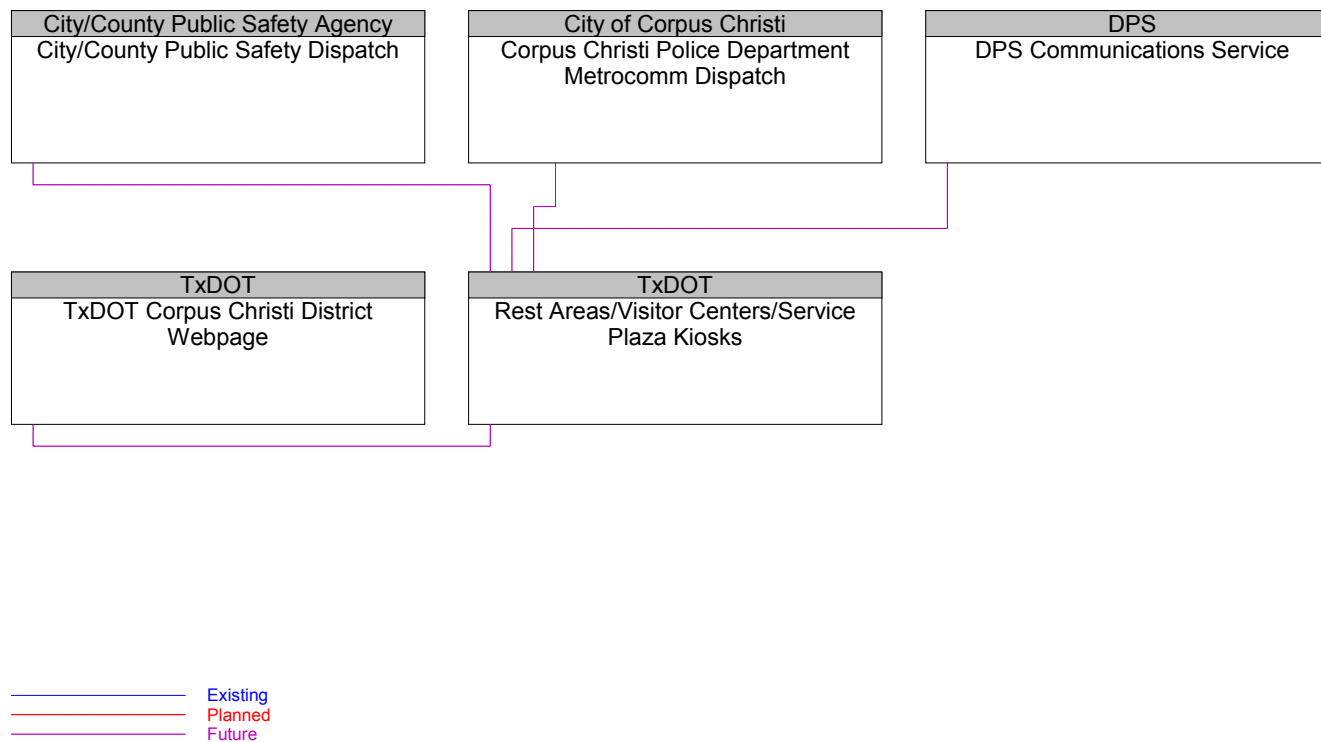 City/County Public Safety Agency
City/County Public Safety Dispatch
City of Corpus Christi
Corpus Christi Police Department
Metrocomm Dispatch
DPS
DPS Communications Service
TxDOT
TxDOT Corpus Christi District
Webpage
TxDOT
Rest Areas/Visitor Centers/Service
Plaza Kiosks
Existing
Planned
Future